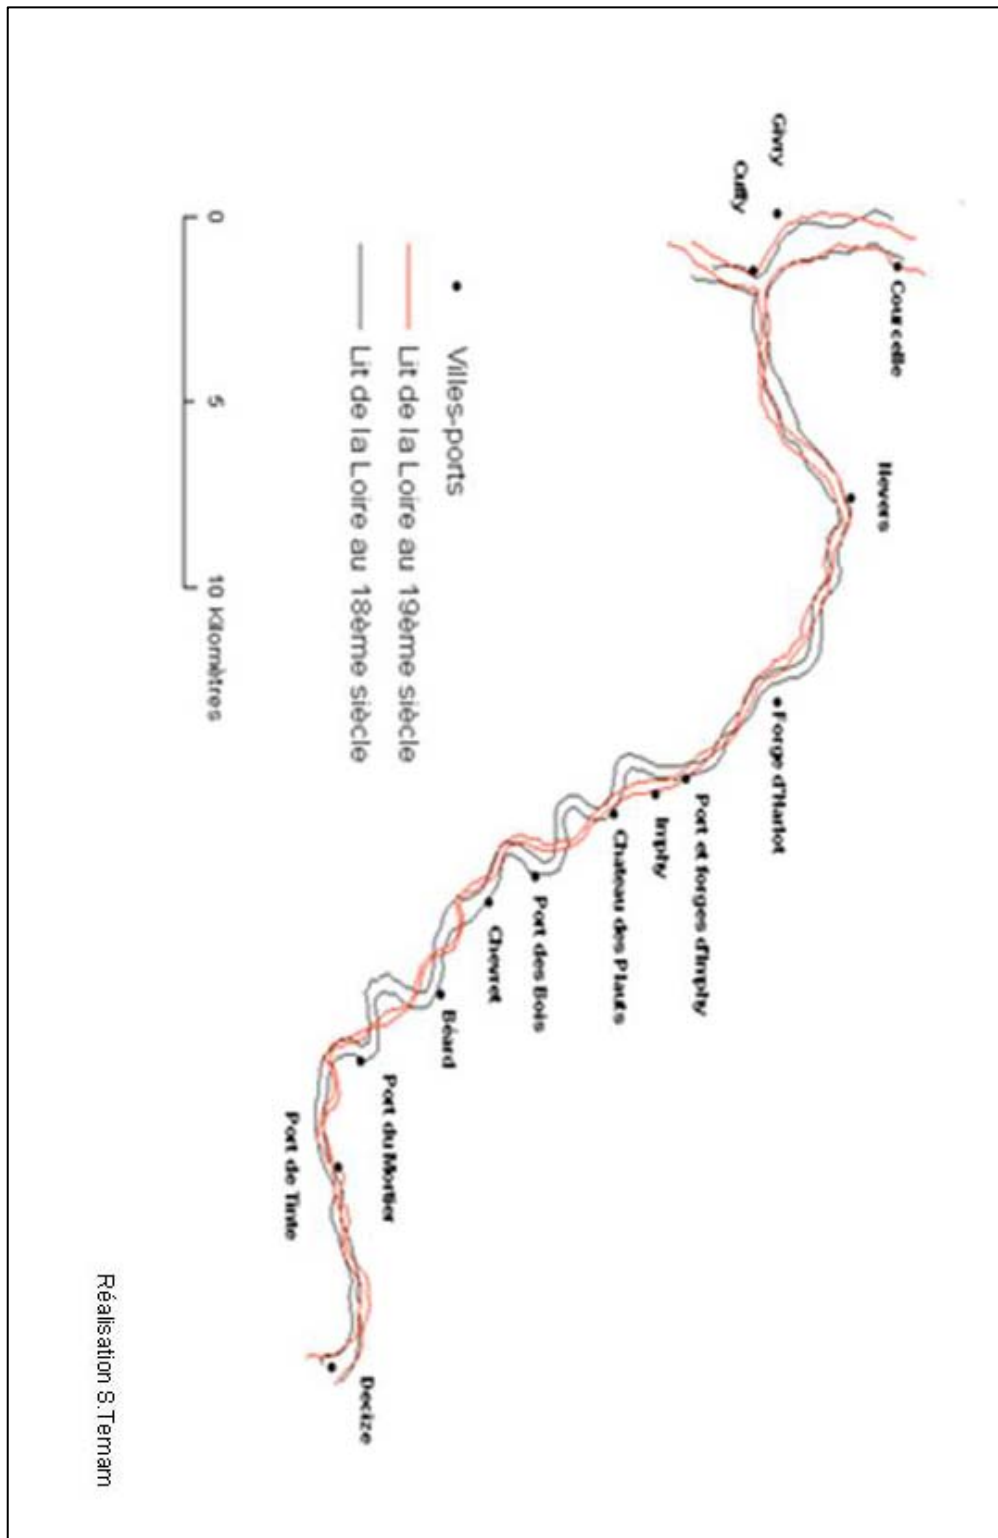 Givry
Cuffy
Courcelle
Nevers
Forge d'Harlot
Port et forges d'Imphy
Imphy
Chateau des Plauts
Port des Bois
Chevret
Béard
Port du Mortier
Port de Tinte
Decize
Villes-ports
Lit de la Loire au 19ème siècle
Lit de la Loire au 18ème siècle
0 5 10 Kilomètres
Réalisation S.Temam